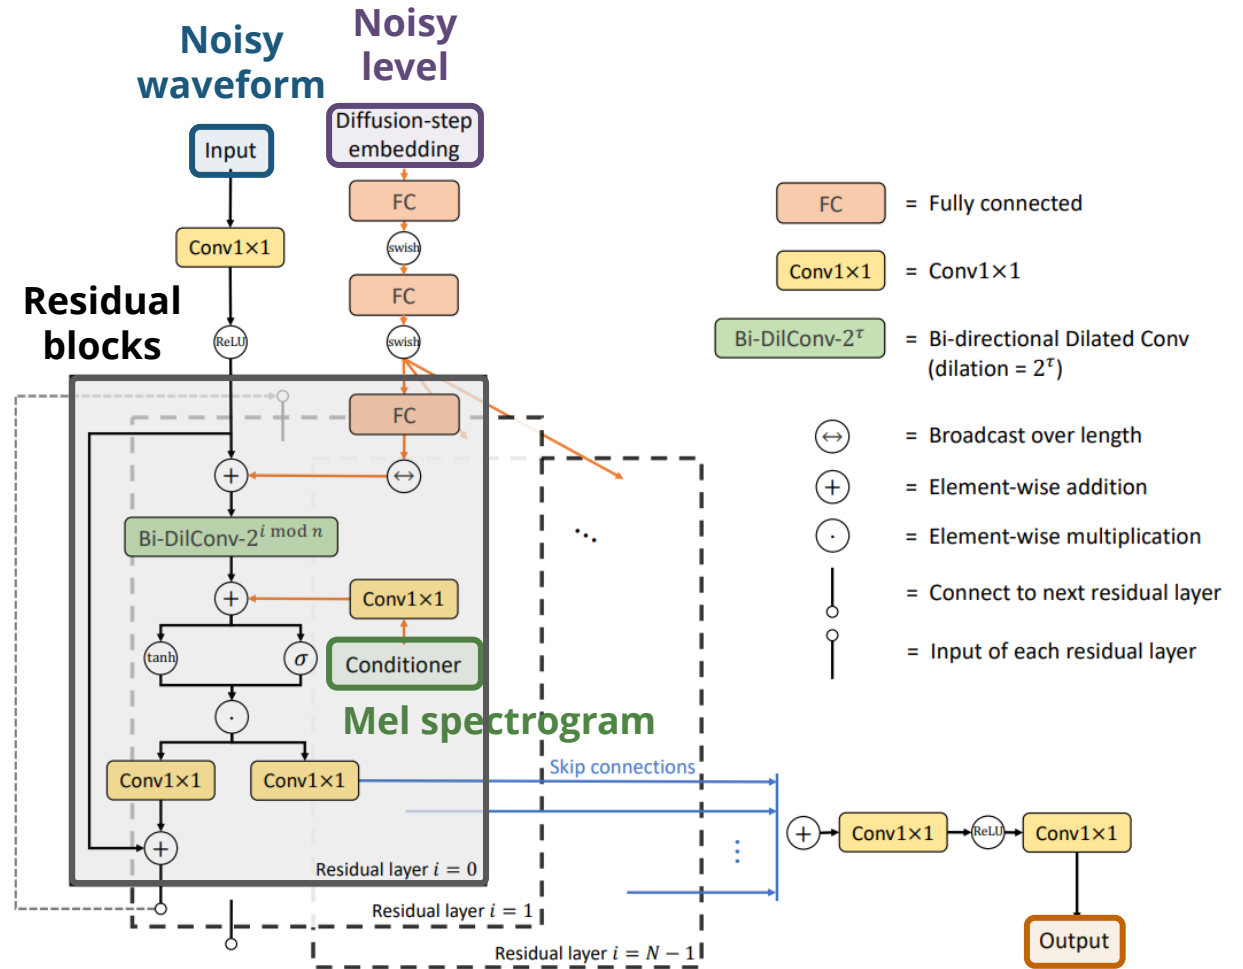 Noisy
waveform
Noisy
level
Input
Diffusion-step
embedding
FC
swish
FC
swish
Conv1×1
ReLU
Residual
blocks
FC
↔
+
Bi-DilConv-2^{i mod n}
+
Conv1×1
tanh
σ
Conditioner
Mel spectrogram
·
Conv1×1
Conv1×1
+
Skip connections
Residual layer i = 0
Residual layer i = 1
Residual layer i = N − 1
⋱
⋮
+
Conv1×1
ReLU
Conv1×1
Output
FC = Fully connected
Conv1×1 = Conv1×1
Bi-DilConv-2^τ = Bi-directional Dilated Conv
(dilation = 2^τ)
↔ = Broadcast over length
+ = Element-wise addition
· = Element-wise multiplication
= Connect to next residual layer
= Input of each residual layer